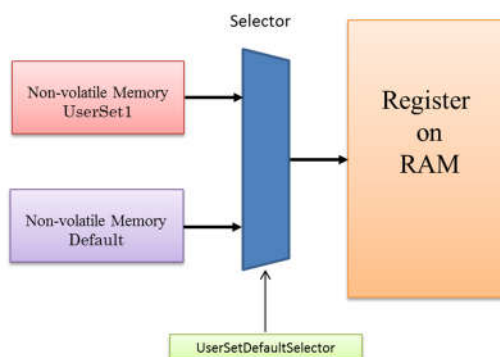 Selector
Non-volatile Memory
UserSet1
Register
on
RAM
Non-volatile Memory
Default
UserSetDefaultSelector